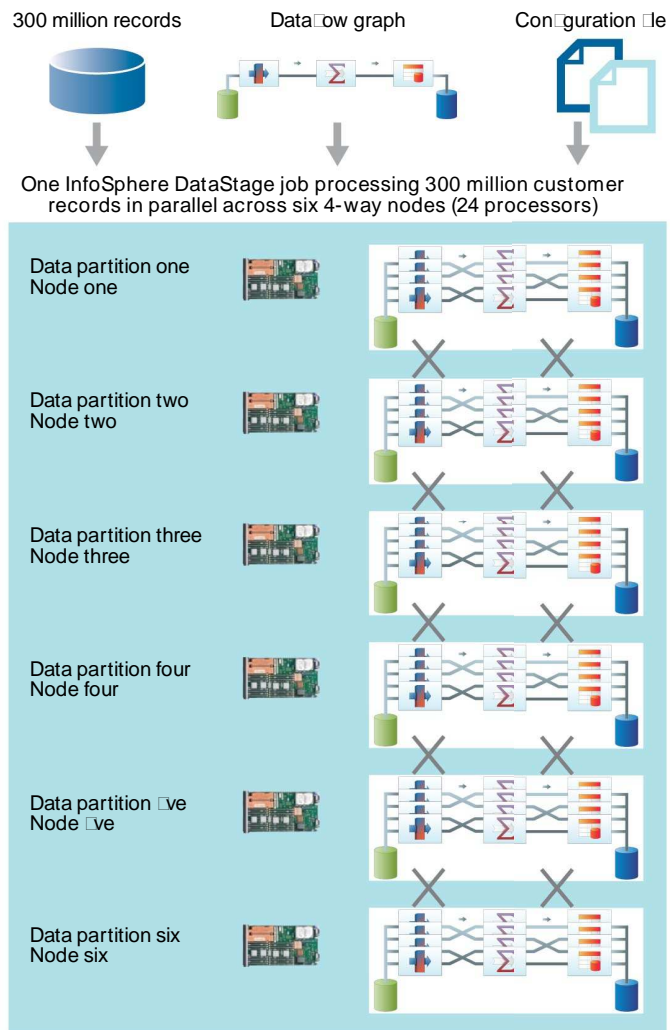 300 million records
Data□ow graph
Con□guration □le
One InfoSphere DataStage job processing 300 million customer
records in parallel across six 4-way nodes (24 processors)
Data partition one
Node one
Data partition two
Node two
Data partition three
Node three
Data partition four
Node four
Data partition □ve
Node □ve
Data partition six
Node six